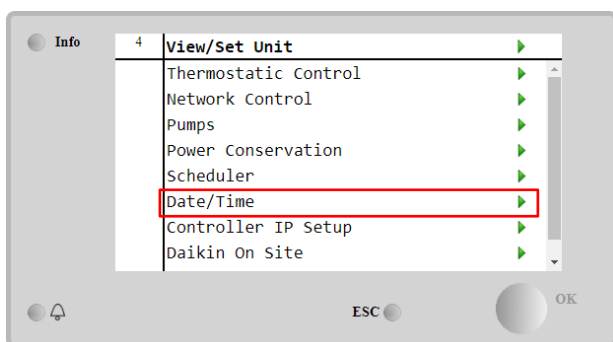 Info
4 View/Set Unit
Thermostatic Control
Network Control
Pumps
Power Conservation
Scheduler
Date/Time
Controller IP Setup
Daikin On Site
ESC
OK